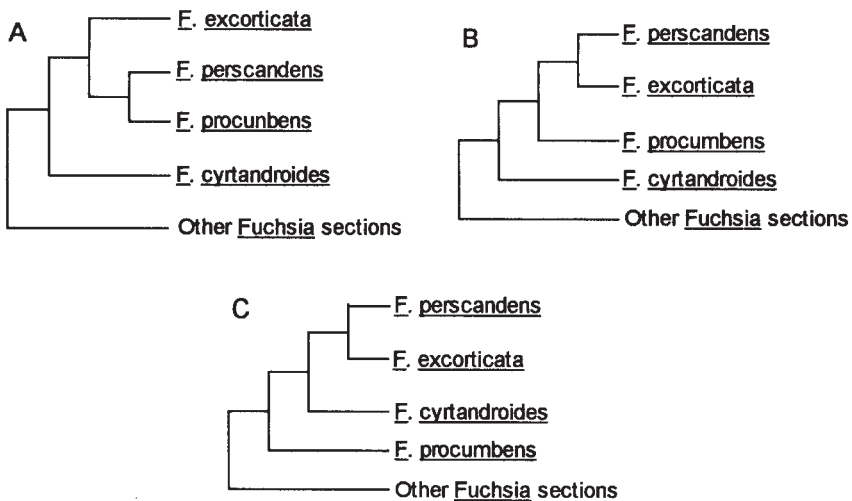 A
F. excorticata
F. perscandens
F. procunbens
F. cyrtandroides
Other Fuchsia sections
B
F. perscandens
F. excorticata
F. procumbens
F. cyrtandroides
Other Fuchsia sections
C
F. perscandens
F. excorticata
F. cyrtandroides
F. procumbens
Other Fuchsia sections